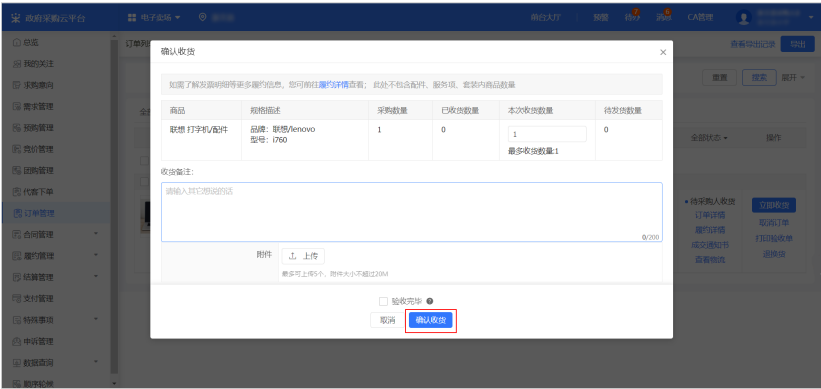 政府采购云平台
电子卖场
前台大厅
预警
待办
消息
CA管理
总览
我的关注
求购意向
需求管理
预购管理
竞价管理
团购管理
代客下单
订单管理
合同管理
履约管理
结算管理
支付管理
特殊事项
申诉管理
数据查询
顺序轮候
查看导出记录 导出
重置 搜索 展开
全部状态 操作
待采购人收货
订单详情
履约详情
成交通知书
查看物流
立即收货
取消订单
打印验收单
退换货
确认收货
如需了解发票明细等更多履约信息，您可前往履约详情查看； 此处不包含配件、服务项、套装内商品数量
商品 规格描述 采购数量 已收货数量 本次收货数量 待发货数量
联想 打字机/配件 品牌：联想/lenovo 1 0 1 0
型号：i760
最多收货数量:1
收货备注：
请输入其它想说的话
0/200
附件 上传
最多可上传5个，附件大小不超过20M
验收完毕
取消 确认收货